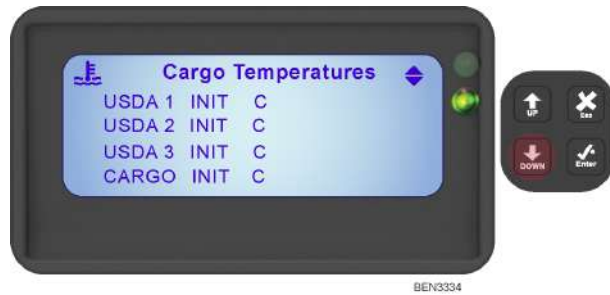 Cargo Temperatures
USDA 1 INIT C
USDA 2 INIT C
USDA 3 INIT C
CARGO INIT C
UP
Esc
DOWN
Enter
BEN3334